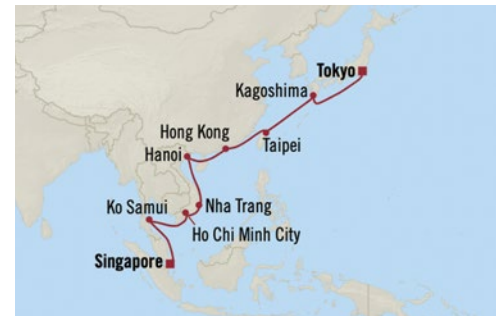 Tokyo
Kagoshima
Hong Kong
Taipei
Hanoi
Ko Samui
Nha Trang
Ho Chi Minh City
Singapore